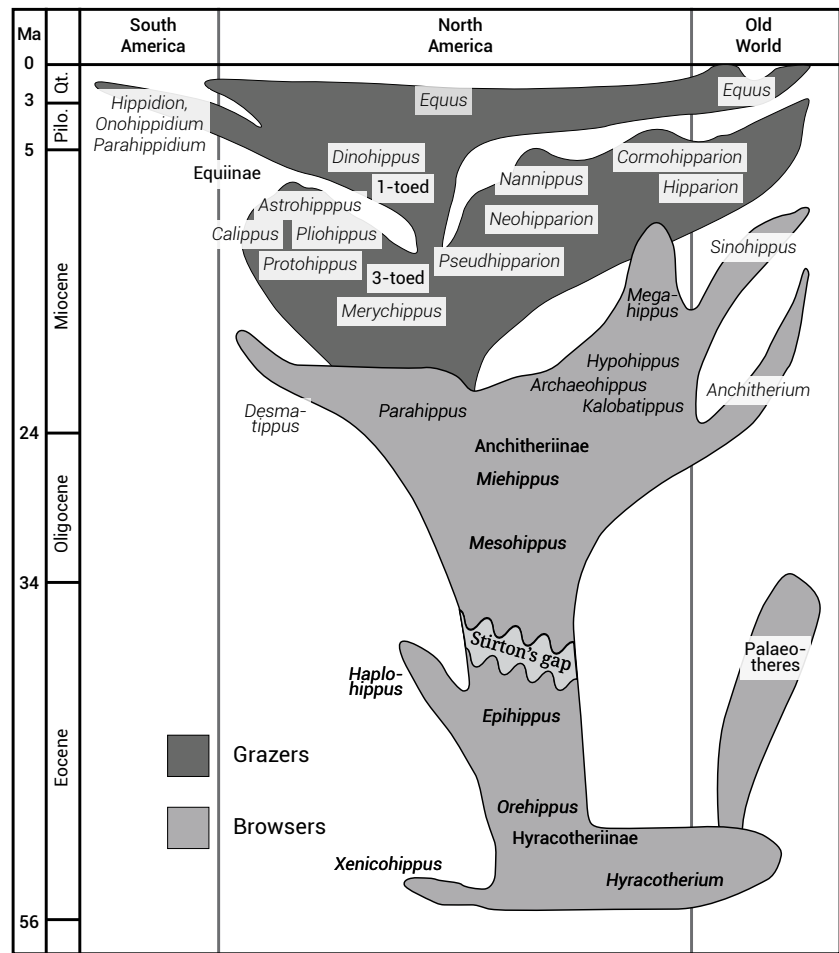 Ma
South
America
North
America
Old
World
0
Qt.
3
Pilo.
5
Miocene
24
Oligocene
34
Eocene
56
Hippidion,
Onohippidium
Parahippidium
Equus
Equus
Equiinae
Dinohippus
1-toed
Cormohipparion
Nannippus
Hipparion
Astrohipppus
Neohipparion
Calippus
Pliohippus
Sinohippus
Protohippus
3-toed
Pseudhipparion
Merychippus
Mega-
hippus
Hypohippus
Archaeohippus
Kalobatippus
Anchitherium
Desma-
tippus
Parahippus
Anchitheriinae
Miehippus
Mesohippus
Stirton's gap
Haplo-
hippus
Palaeo-
theres
Epihippus
Grazers
Browsers
Orehippus
Hyracotheriinae
Xenicohippus
Hyracotherium